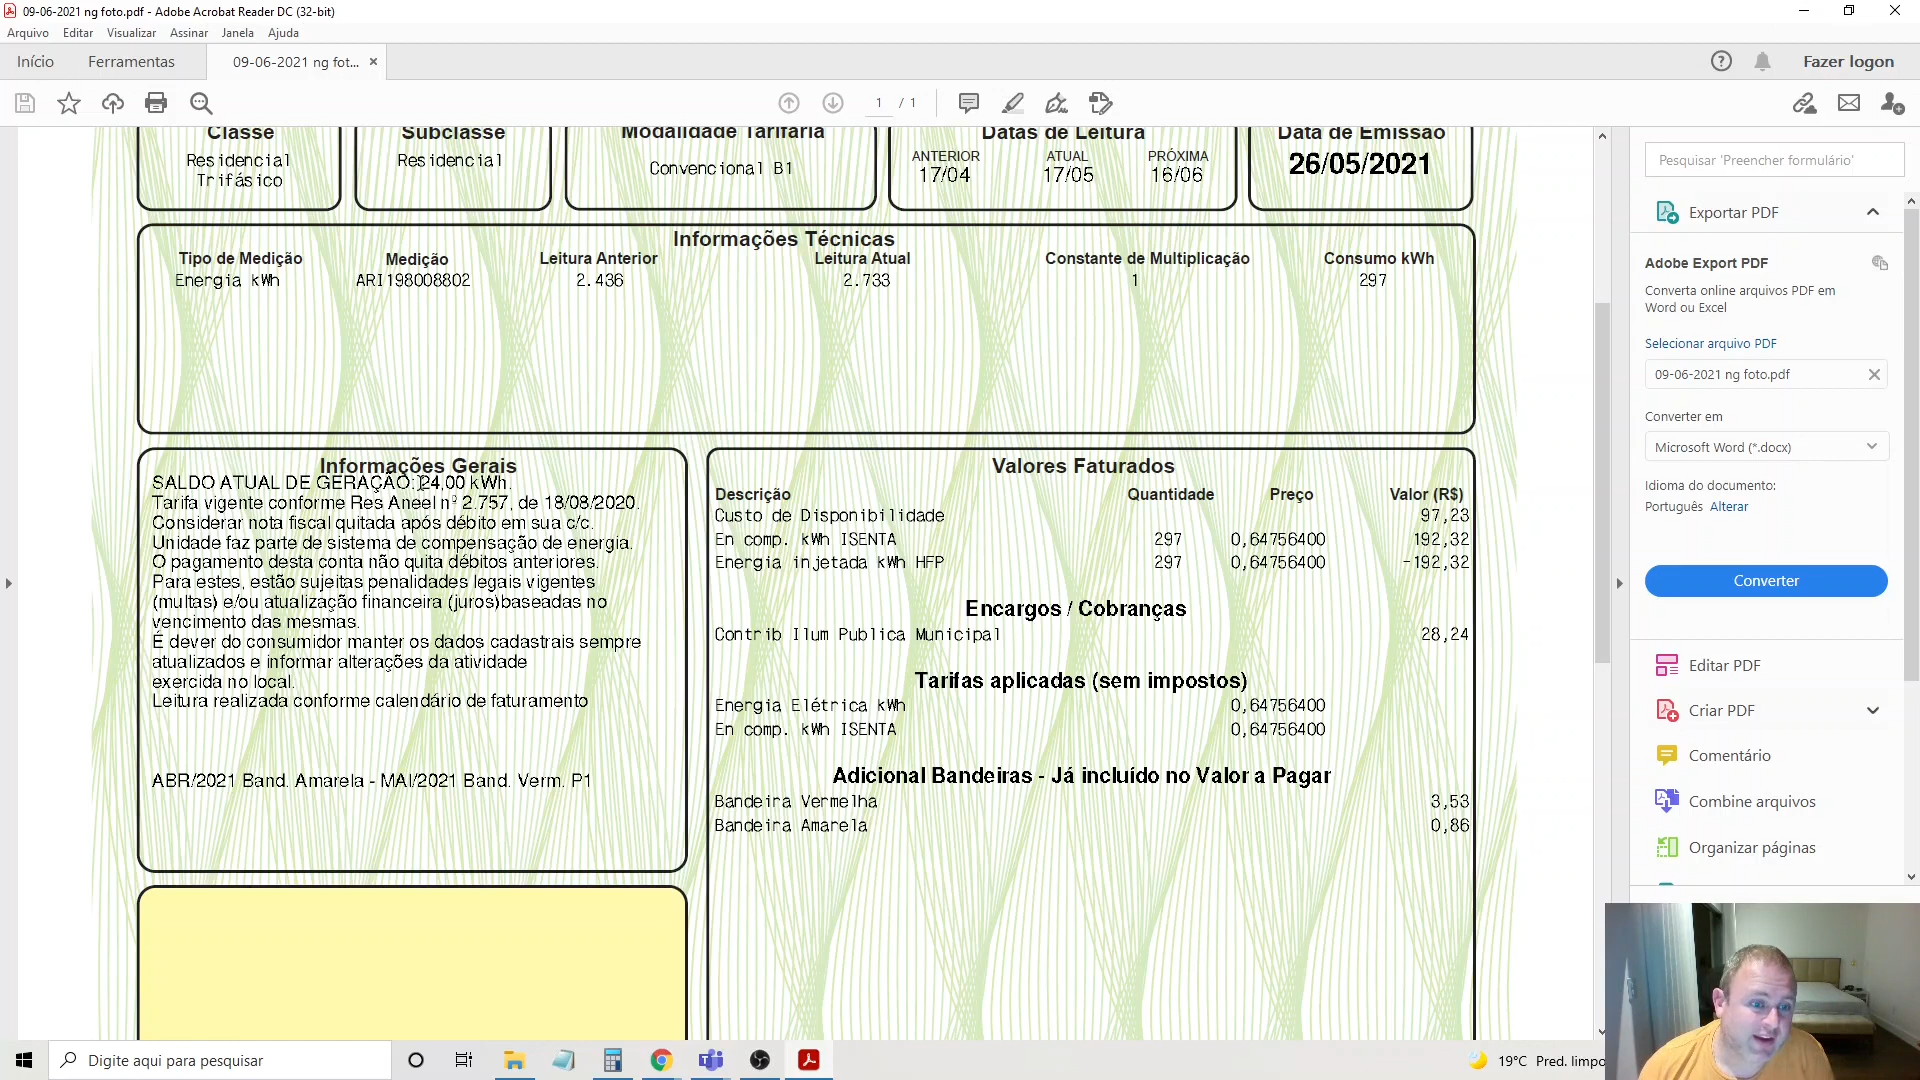 09-06-2021 ng foto.pdf - Adobe Acrobat Reader DC (32-bit)
Arquivo Editar Visualizar Assinar Janela Ajuda
Início Ferramentas 09-06-2021 ng fot... Fazer logon
1 / 1
Classe Subclasse Modalidade Tarifária Datas de Leitura Data de Emissão
Residencial Trifásico
Residencial
Convencional B1
ANTERIOR ATUAL PRÓXIMA
17/04 17/05 16/06
26/05/2021
Informações Técnicas
Tipo de Medição Medição Leitura Anterior Leitura Atual Constante de Multiplicação Consumo kWh
Energia kWh ARI198008802 2.436 2.733 1 297
Informações Gerais
SALDO ATUAL DE GERAÇÃO: 24,00 kWh.
Tarifa vigente conforme Res Aneel nº 2.757, de 18/08/2020.
Considerar nota fiscal quitada após débito em sua c/c.
Unidade faz parte de sistema de compensação de energia.
O pagamento desta conta não quita débitos anteriores.
Para estes, estão sujeitas penalidades legais vigentes
(multas) e/ou atualização financeira (juros)baseadas no
vencimento das mesmas.
É dever do consumidor manter os dados cadastrais sempre
atualizados e informar alterações da atividade
exercida no local.
Leitura realizada conforme calendário de faturamento
ABR/2021 Band. Amarela - MAI/2021 Band. Verm. P1
Valores Faturados
Descrição Quantidade Preço Valor (R$)
Custo de Disponibilidade 97,23
En comp. kWh ISENTA 297 0,64756400 192,32
Energia injetada kWh HFP 297 0,64756400 -192,32
Encargos / Cobranças
Contrib Ilum Publica Municipal 28,24
Tarifas aplicadas (sem impostos)
Energia Elétrica kWh 0,64756400
En comp. kWh ISENTA 0,64756400
Adicional Bandeiras - Já incluído no Valor a Pagar
Bandeira Vermelha 3,53
Bandeira Amarela 0,86
Pesquisar 'Preencher formulário'
Exportar PDF
Adobe Export PDF
Converta online arquivos PDF em
Word ou Excel
Selecionar arquivo PDF
09-06-2021 ng foto.pdf
Converter em
Microsoft Word (*.docx)
Idioma do documento:
Português Alterar
Converter
Editar PDF
Criar PDF
Comentário
Combine arquivos
Organizar páginas
Digite aqui para pesquisar
19°C Pred. limpo